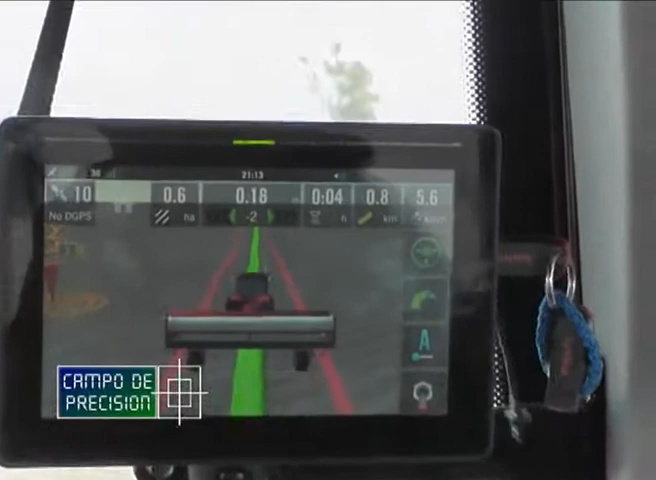 21:13
10
0.6
0.18
0:04
0.8
5.6
No DGPS
ha
-2
h
km
km/h
A
CAMPO DE
PRECISION